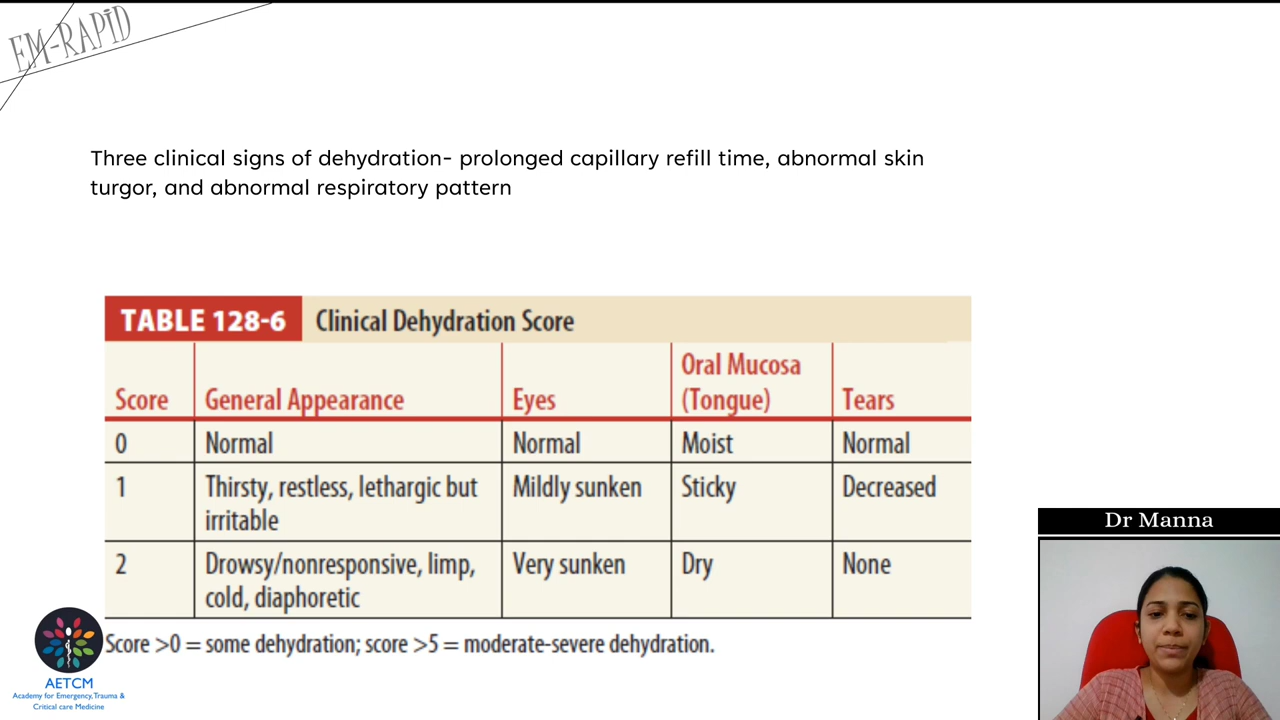 EM-RAPID
Three clinical signs of dehydration- prolonged capillary refill time, abnormal skin
turgor, and abnormal respiratory pattern
TABLE 128-6 Clinical Dehydration Score
Score General Appearance Eyes Oral Mucosa (Tongue) Tears
0 Normal Normal Moist Normal
1 Thirsty, restless, lethargic but irritable Mildly sunken Sticky Decreased
2 Drowsy/nonresponsive, limp, cold, diaphoretic Very sunken Dry None
Score >0 = some dehydration; score >5 = moderate-severe dehydration.
AETCM
Academy for Emergency, Trauma &
Critical care Medicine
Dr Manna